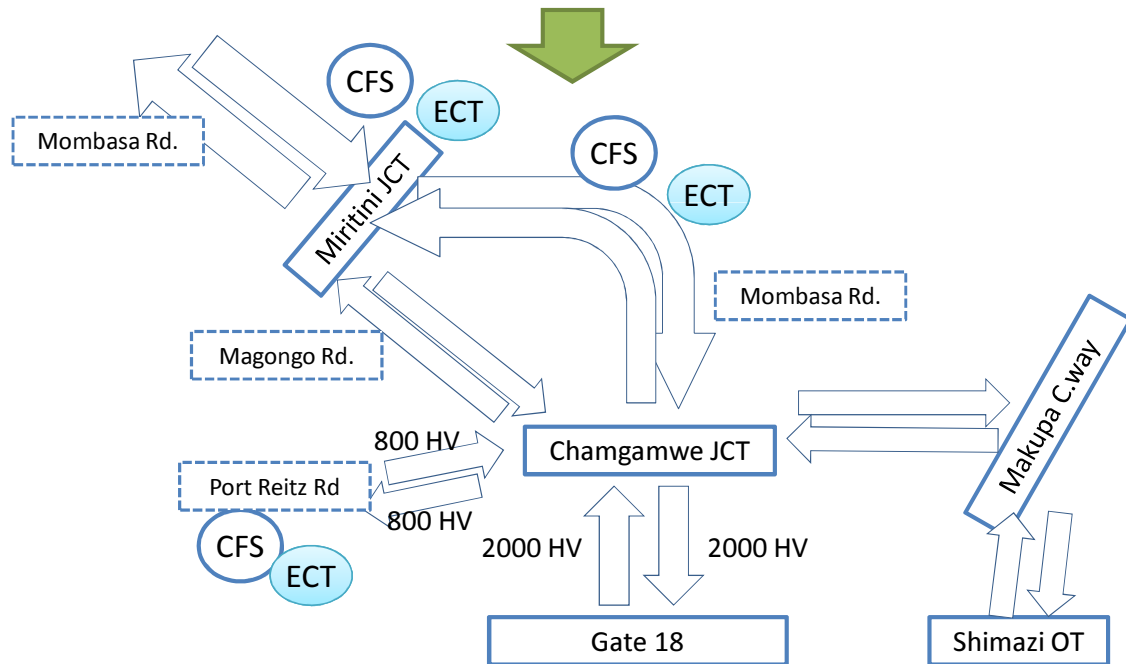 CFS
ECT
Mombasa Rd.
CFS
ECT
Miritini JCT
Mombasa Rd.
Magongo Rd.
Makupa C.way
800 HV
Chamgamwe JCT
Port Reitz Rd
800 HV
CFS
ECT
2000 HV
2000 HV
Gate 18
Shimazi OT